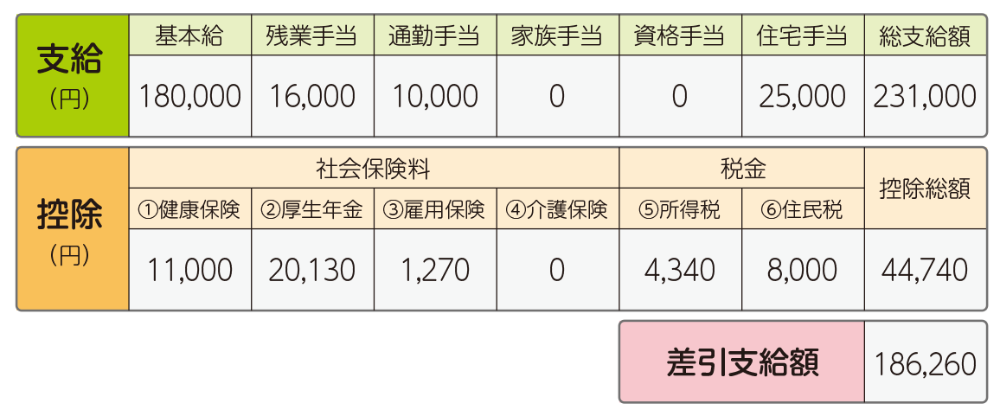 支給
(円)
基本給 残業手当 通勤手当 家族手当 資格手当 住宅手当 総支給額
180,000 16,000 10,000 0 0 25,000 231,000
控除
(円)
社会保険料 税金 控除総額
①健康保険 ②厚生年金 ③雇用保険 ④介護保険 ⑤所得税 ⑥住民税
11,000 20,130 1,270 0 4,340 8,000 44,740
差引支給額 186,260